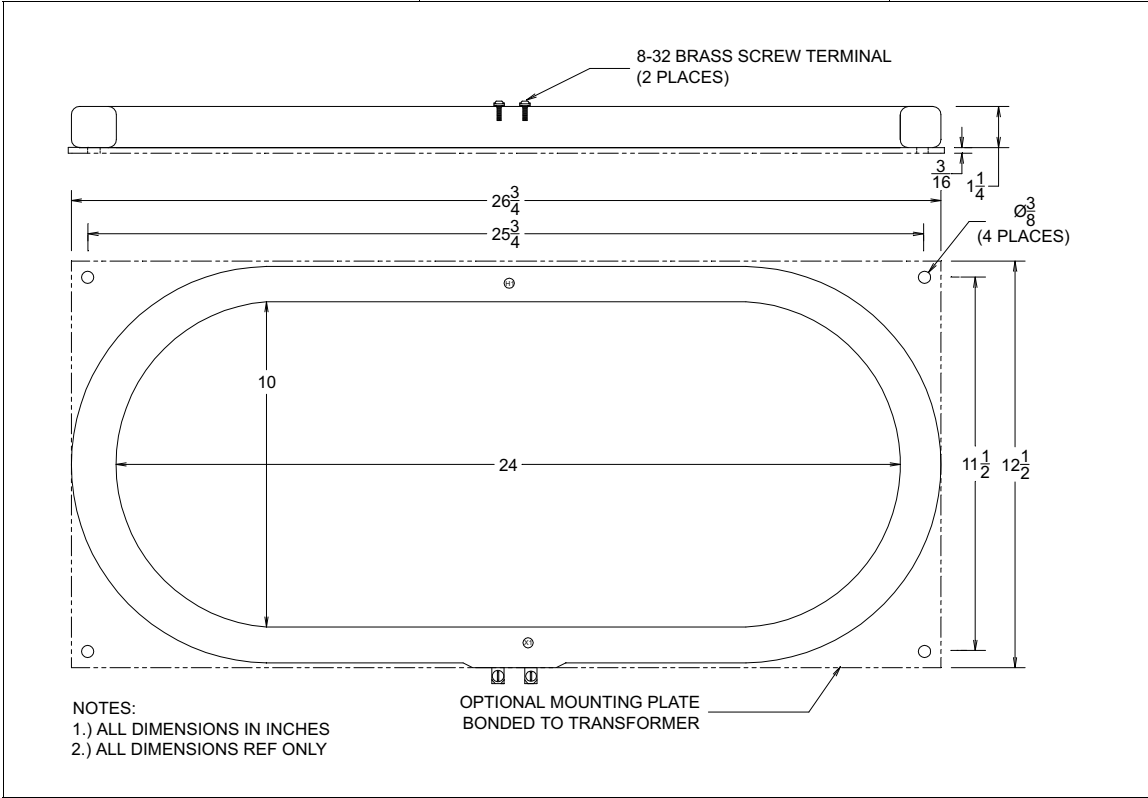 8-32 BRASS SCREW TERMINAL
(2 PLACES)
3/16
1 1/4
26 3/4
25 3/4
Ø3/8
(4 PLACES)
H1
10
24
11 1/2
12 1/2
X1
OPTIONAL MOUNTING PLATE
BONDED TO TRANSFORMER
NOTES:
1.) ALL DIMENSIONS IN INCHES
2.) ALL DIMENSIONS REF ONLY